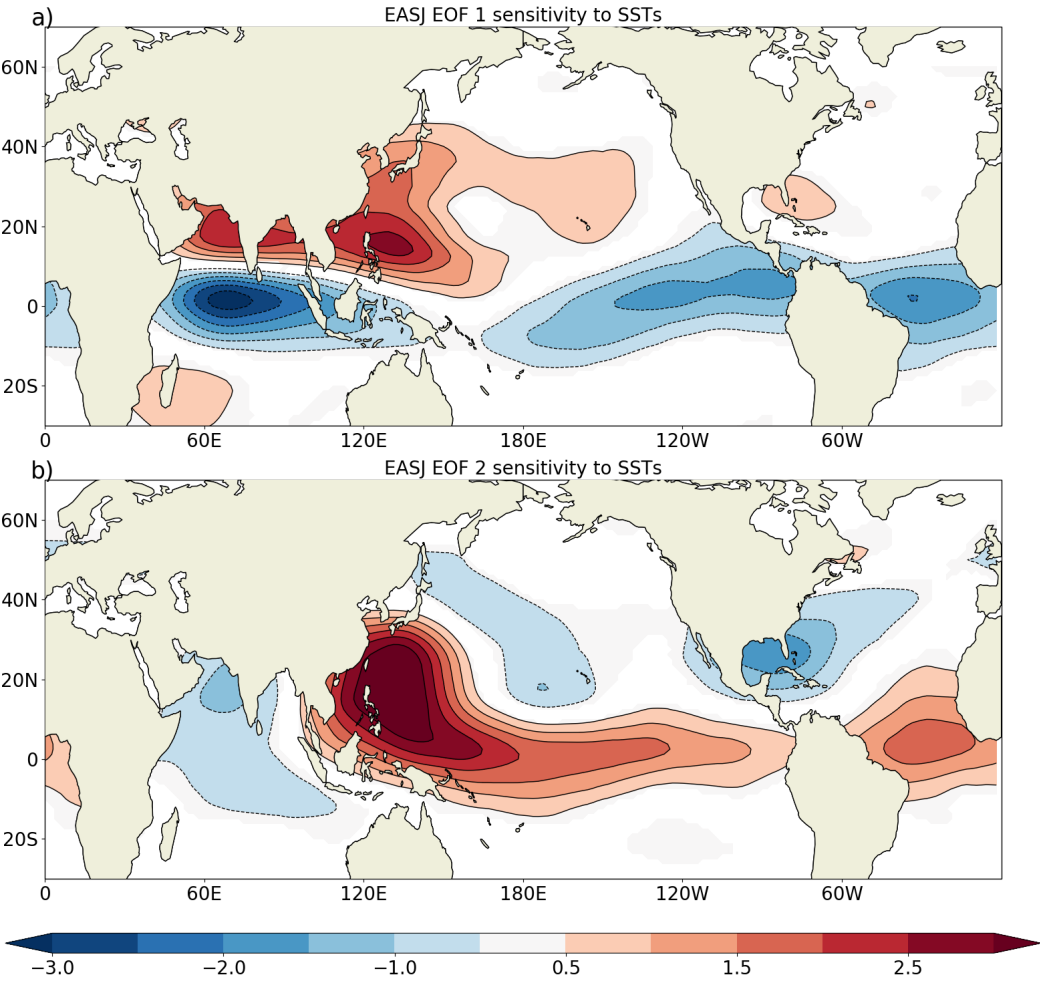 a) EASJ EOF 1 sensitivity to SSTs
60N
40N
20N
0
20S
0 60E 120E 180E 120W 60W
b) EASJ EOF 2 sensitivity to SSTs
60N
40N
20N
0
20S
0 60E 120E 180E 120W 60W
−3.0 −2.0 −1.0 0.5 1.5 2.5